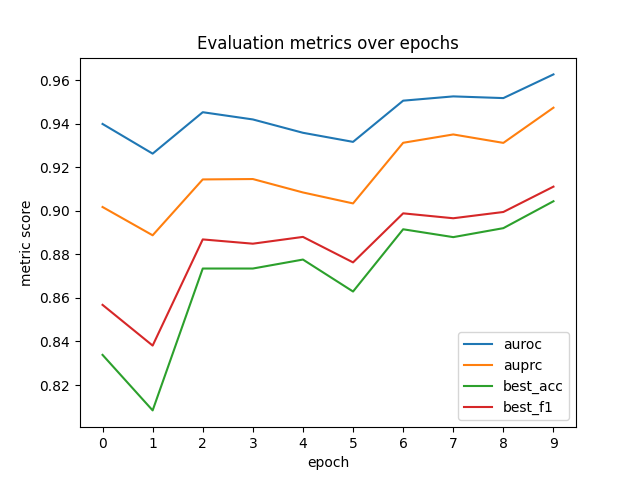 Evaluation metrics over epochs
metric score
0.96
0.94
0.92
0.90
0.88
0.86
0.84
0.82
auroc
auprc
best_acc
best_f1
0 1 2 3 4 5 6 7 8 9
epoch